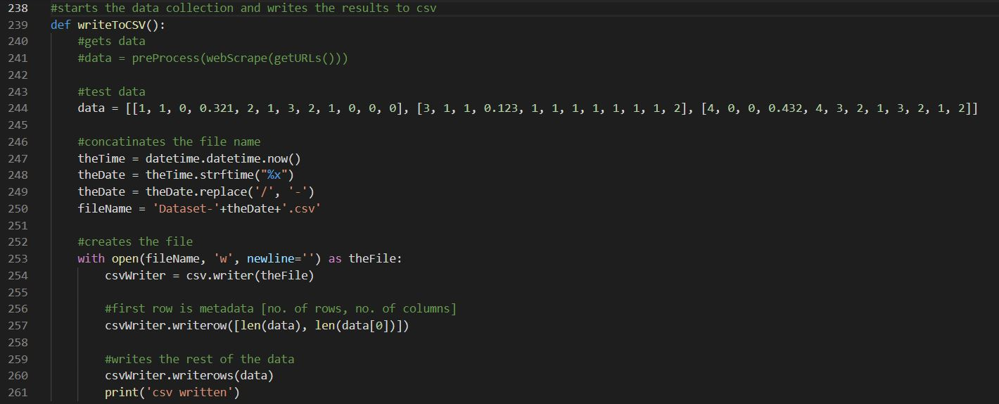 238 #starts the data collection and writes the results to csv
239 def writeToCSV():
240 #gets data
241 #data = preProcess(webScrape(getURLs()))
242
243 #test data
244 data = [[1, 1, 0, 0.321, 2, 1, 3, 2, 1, 0, 0, 0], [3, 1, 1, 0.123, 1, 1, 1, 1, 1, 1, 1, 2], [4, 0, 0, 0.432, 4, 3, 2, 1, 3, 2, 1, 2]]
245
246 #concatinates the file name
247 theTime = datetime.datetime.now()
248 theDate = theTime.strftime("%x")
249 theDate = theDate.replace('/', '-')
250 fileName = 'Dataset-'+theDate+'.csv'
251
252 #creates the file
253 with open(fileName, 'w', newline='') as theFile:
254 csvWriter = csv.writer(theFile)
255
256 #first row is metadata [no. of rows, no. of columns]
257 csvWriter.writerow([len(data), len(data[0])])
258
259 #writes the rest of the data
260 csvWriter.writerows(data)
261 print('csv written')